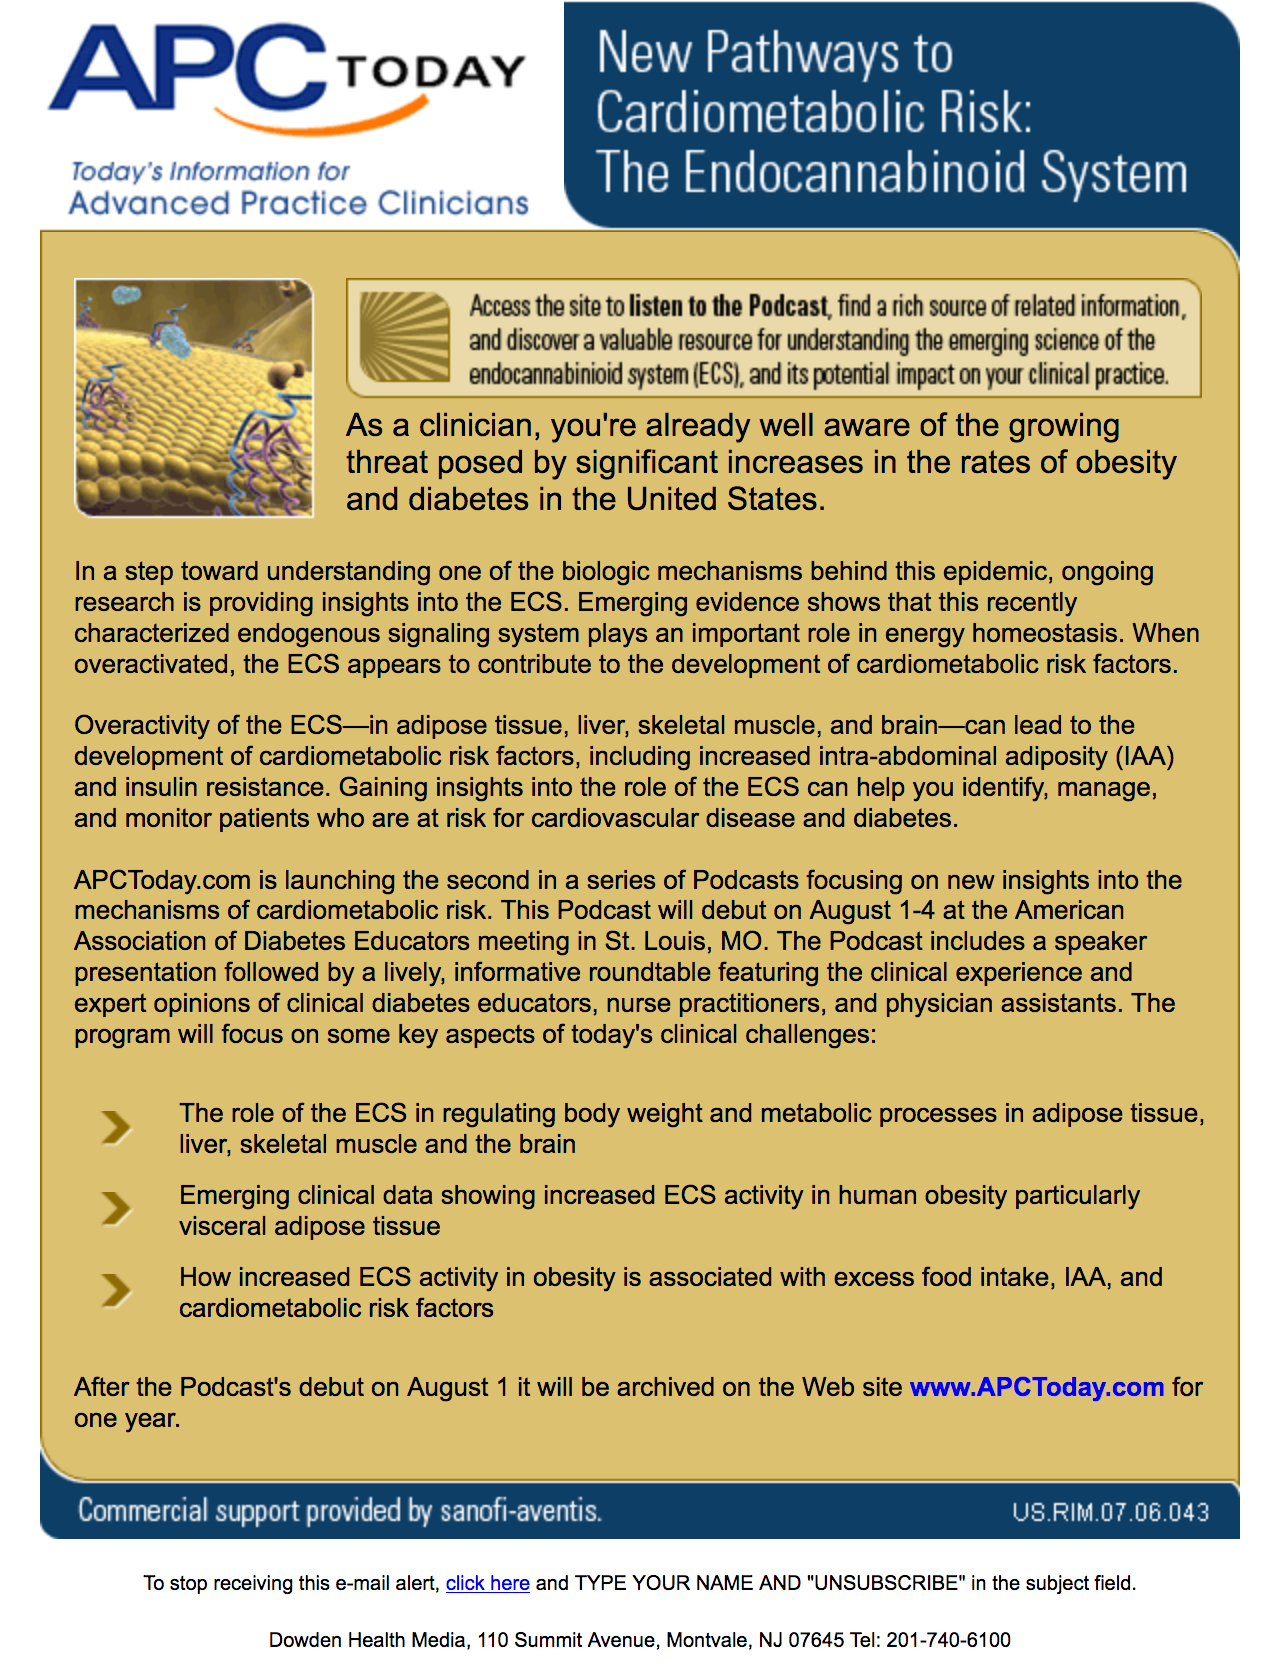 APC TODAY
Today's Information for
Advanced Practice Clinicians
New Pathways to
Cardiometabolic Risk:
The Endocannabinoid System
Access the site to listen to the Podcast, find a rich source of related information,
and discover a valuable resource for understanding the emerging science of the
endocannabinioid system (ECS), and its potential impact on your clinical practice.
As a clinician, you're already well aware of the growing
threat posed by significant increases in the rates of obesity
and diabetes in the United States.
In a step toward understanding one of the biologic mechanisms behind this epidemic, ongoing
research is providing insights into the ECS. Emerging evidence shows that this recently
characterized endogenous signaling system plays an important role in energy homeostasis. When
overactivated, the ECS appears to contribute to the development of cardiometabolic risk factors.
Overactivity of the ECS—in adipose tissue, liver, skeletal muscle, and brain—can lead to the
development of cardiometabolic risk factors, including increased intra-abdominal adiposity (IAA)
and insulin resistance. Gaining insights into the role of the ECS can help you identify, manage,
and monitor patients who are at risk for cardiovascular disease and diabetes.
APCToday.com is launching the second in a series of Podcasts focusing on new insights into the
mechanisms of cardiometabolic risk. This Podcast will debut on August 1-4 at the American
Association of Diabetes Educators meeting in St. Louis, MO. The Podcast includes a speaker
presentation followed by a lively, informative roundtable featuring the clinical experience and
expert opinions of clinical diabetes educators, nurse practitioners, and physician assistants. The
program will focus on some key aspects of today's clinical challenges:
The role of the ECS in regulating body weight and metabolic processes in adipose tissue,
liver, skeletal muscle and the brain
Emerging clinical data showing increased ECS activity in human obesity particularly
visceral adipose tissue
How increased ECS activity in obesity is associated with excess food intake, IAA, and
cardiometabolic risk factors
After the Podcast's debut on August 1 it will be archived on the Web site www.APCToday.com for
one year.
Commercial support provided by sanofi-aventis.
US.RIM.07.06.043
To stop receiving this e-mail alert, click here and TYPE YOUR NAME AND "UNSUBSCRIBE" in the subject field.
Dowden Health Media, 110 Summit Avenue, Montvale, NJ 07645 Tel: 201-740-6100